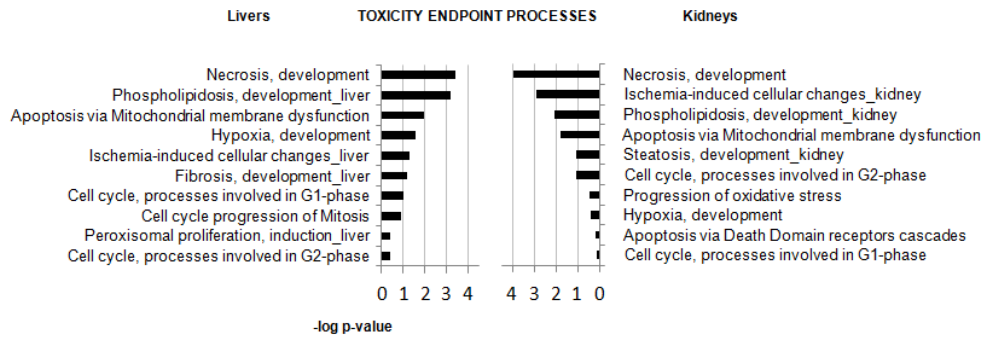 Livers TOXICITY ENDPOINT PROCESSES Kidneys
Necrosis, development Necrosis, development
Phospholipidosis, development_liver Ischemia-induced cellular changes_kidney
Apoptosis via Mitochondrial membrane dysfunction Phospholipidosis, development_kidney
Hypoxia, development Apoptosis via Mitochondrial membrane dysfunction
Ischemia-induced cellular changes_liver Steatosis, development_kidney
Fibrosis, development_liver Cell cycle, processes involved in G2-phase
Cell cycle, processes involved in G1-phase Progression of oxidative stress
Cell cycle progression of Mitosis Hypoxia, development
Peroxisomal proliferation, induction_liver Apoptosis via Death Domain receptors cascades
Cell cycle, processes involved in G2-phase Cell cycle, processes involved in G1-phase
0 1 2 3 4 4 3 2 1 0
-log p-value